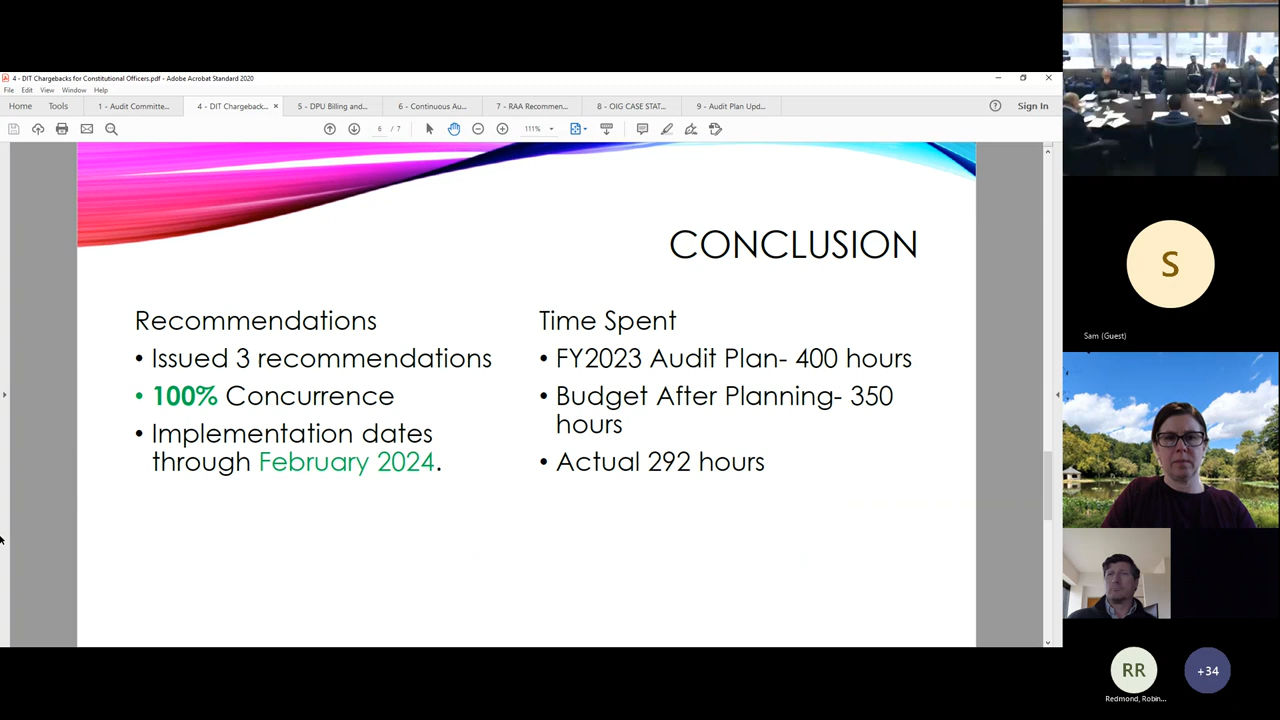 4 - DIT Chargebacks for Constitutional Officers.pdf - Adobe Acrobat Standard 2020
File Edit View Window Help
Home Tools 1 - Audit Committe... 4 - DIT Chargeback... × 5 - DPU Billing and... 6 - Continuous Au... 7 - RAA Recommen... 8 - OIG CASE STAT... 9 - Audit Plan Upd... Sign In
6 / 7 111%
CONCLUSION
Recommendations
• Issued 3 recommendations
• 100% Concurrence
• Implementation dates
through February 2024.
Time Spent
• FY2023 Audit Plan- 400 hours
• Budget After Planning- 350
hours
• Actual 292 hours
S
Sam (Guest)
RR
+34
Redmond, Robin...